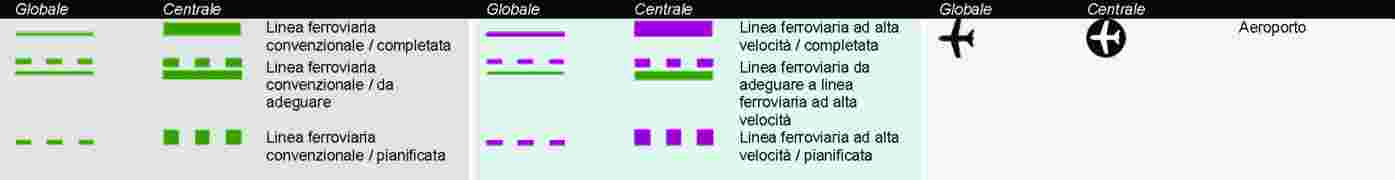 Globale Centrale Globale Centrale Globale Centrale
Linea ferroviaria
convenzionale / completata
Linea ferroviaria
convenzionale / da
adeguare
Linea ferroviaria
convenzionale / pianificata
Linea ferroviaria ad alta
velocità / completata
Linea ferroviaria da
adeguare a linea
ferroviaria ad alta
velocità
Linea ferroviaria ad alta
velocità / pianificata
Aeroporto